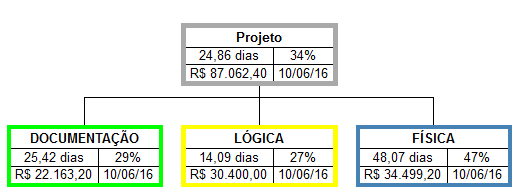 Projeto
24,86 dias 34%
R$ 87.062,40 10/06/16
DOCUMENTAÇÃO
25,42 dias 29%
R$ 22.163,20 10/06/16
LÓGICA
14,09 dias 27%
R$ 30.400,00 10/06/16
FÍSICA
48,07 dias 47%
R$ 34.499,20 10/06/16